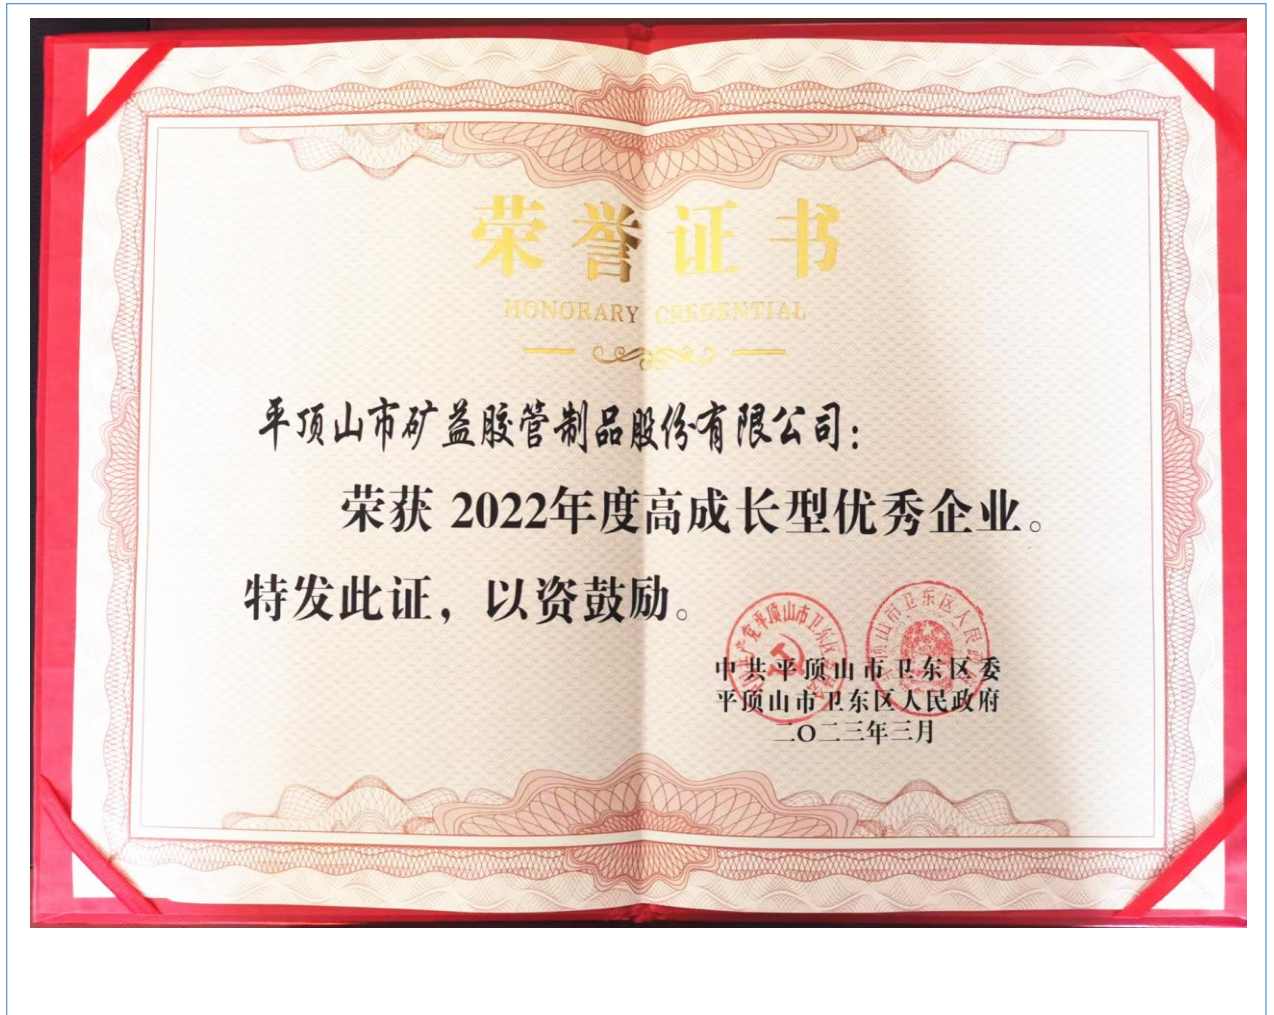 荣誉证书
HONORARY CREDENTIAL
平顶山市矿益胶管制品股份有限公司：
荣获 2022年度高成长型优秀企业。
特发此证，以资鼓励。
中共平顶山市卫东区委
平顶山市卫东区人民政府
二〇二三年三月